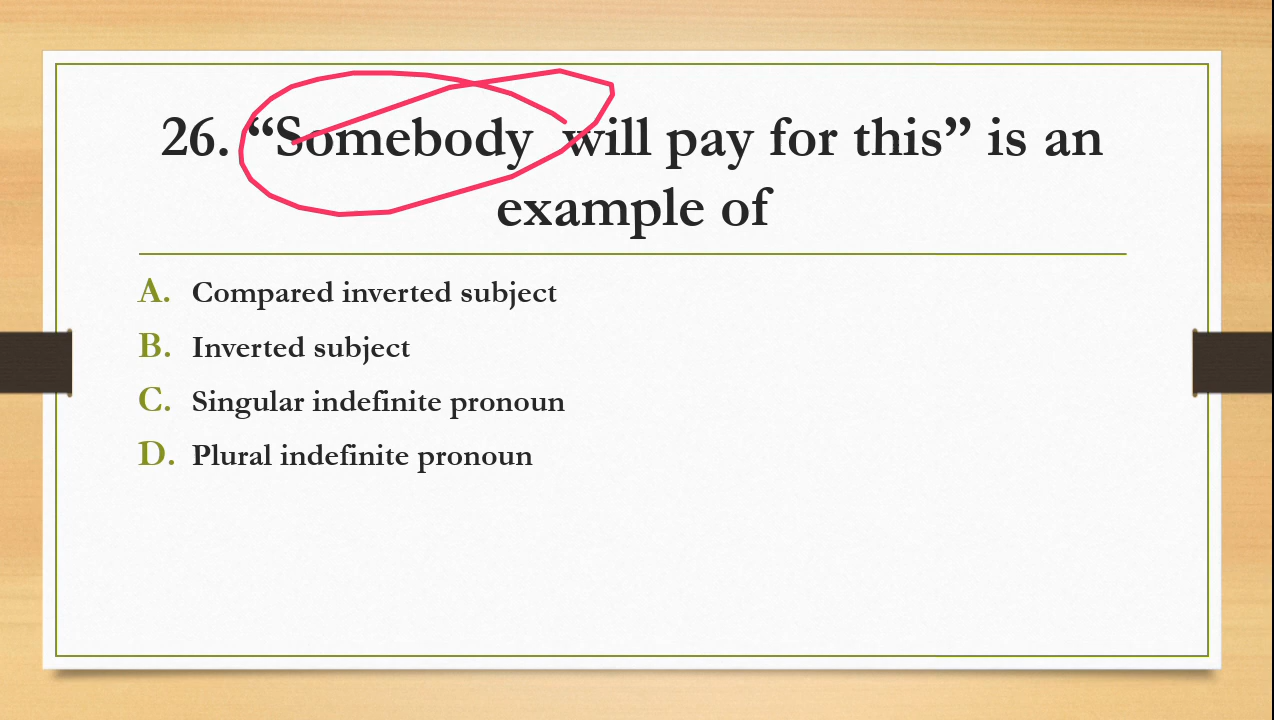 26. “Somebody will pay for this” is an
example of
A. Compared inverted subject
B. Inverted subject
C. Singular indefinite pronoun
D. Plural indefinite pronoun